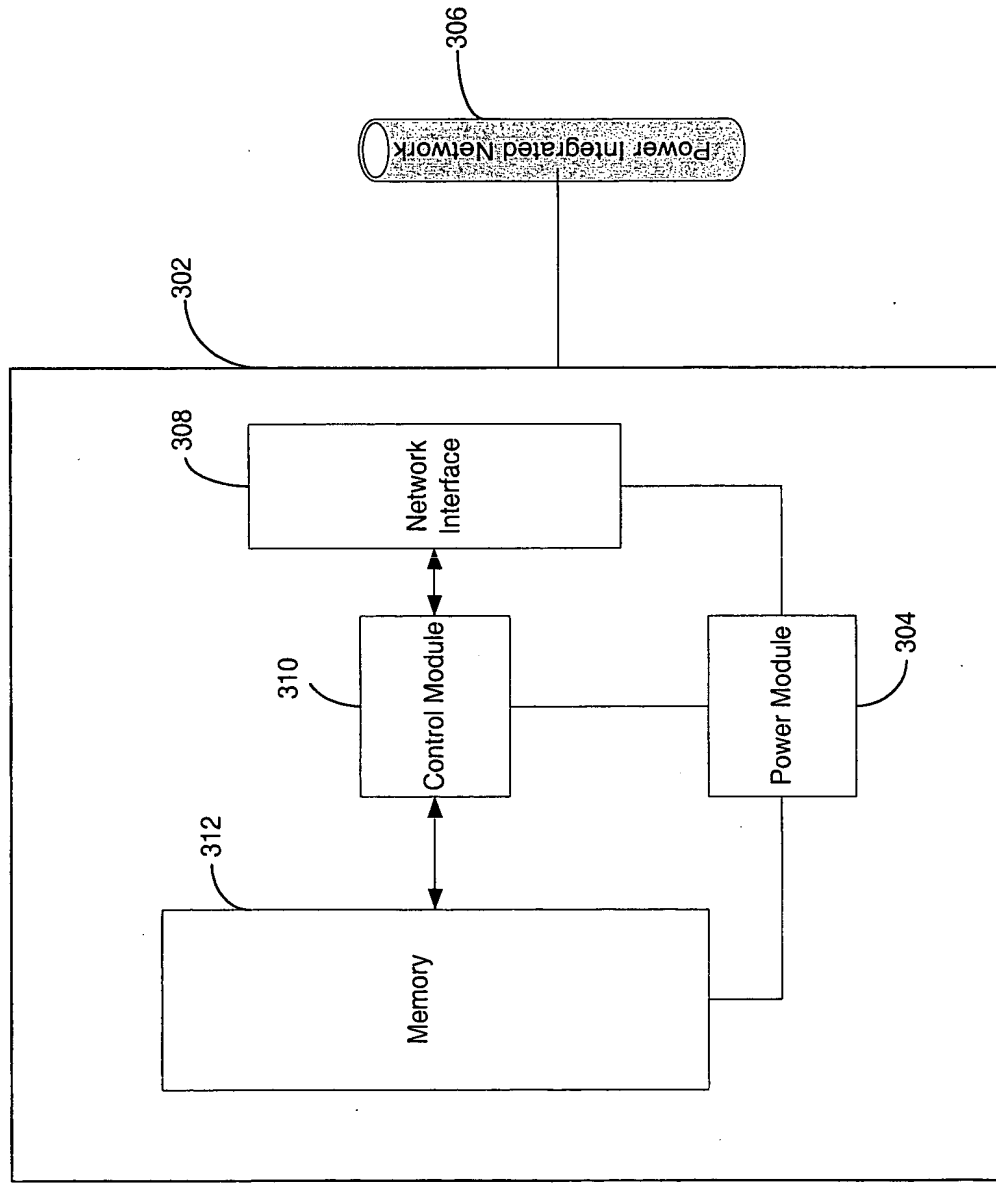 302
306
308
Network
Interface
310
Control Module
312
Memory
Power Module
304
Power Integrated Network